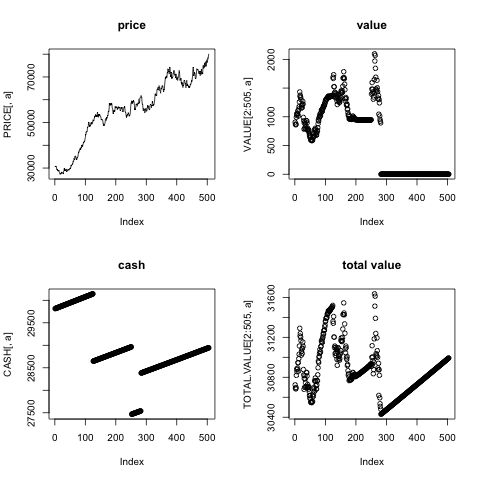 price
PRICE[, a]
30000 50000 70000
0 100 200 300 400 500
Index
value
VALUE[2:505, a]
0 500 1000 2000
0 100 200 300 400 500
Index
cash
CASH[, a]
27500 28500 29500
0 100 200 300 400 500
Index
total value
TOTAL.VALUE[2:505, a]
30400 30800 31200 31600
0 100 200 300 400 500
Index